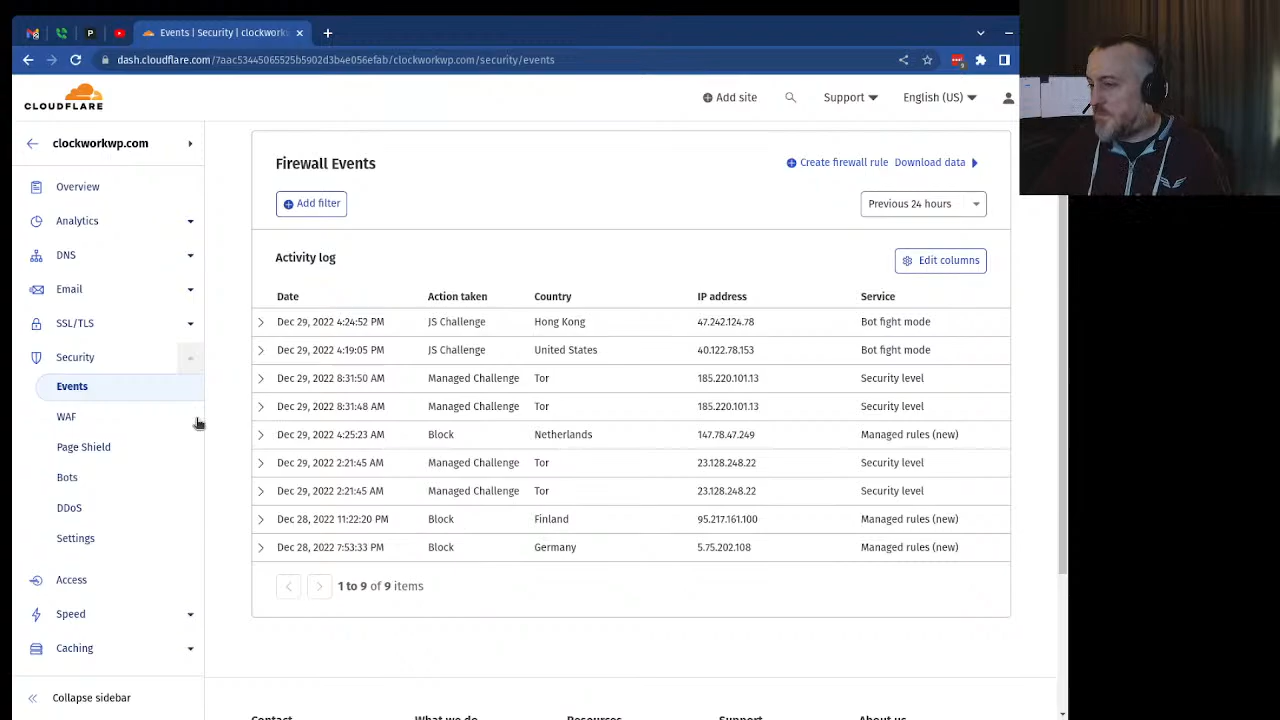 Events | Security | clockwork
dash.cloudflare.com/7aac53445065525b5902d3b4e056efab/clockworkwp.com/security/events
CLOUDFLARE
Add site
Support
English (US)
clockworkwp.com
Overview
Analytics
DNS
Email
SSL/TLS
Security
Events
WAF
Page Shield
Bots
DDoS
Settings
Access
Speed
Caching
Collapse sidebar
Firewall Events
Create firewall rule Download data
Add filter
Previous 24 hours
Activity log
Edit columns
Date Action taken Country IP address Service
Dec 29, 2022 4:24:52 PM JS Challenge Hong Kong 47.242.124.78 Bot fight mode
Dec 29, 2022 4:19:05 PM JS Challenge United States 40.122.78.153 Bot fight mode
Dec 29, 2022 8:31:50 AM Managed Challenge Tor 185.220.101.13 Security level
Dec 29, 2022 8:31:48 AM Managed Challenge Tor 185.220.101.13 Security level
Dec 29, 2022 4:25:23 AM Block Netherlands 147.78.47.249 Managed rules (new)
Dec 29, 2022 2:21:45 AM Managed Challenge Tor 23.128.248.22 Security level
Dec 29, 2022 2:21:45 AM Managed Challenge Tor 23.128.248.22 Security level
Dec 28, 2022 11:22:20 PM Block Finland 95.217.161.100 Managed rules (new)
Dec 28, 2022 7:53:33 PM Block Germany 5.75.202.108 Managed rules (new)
1 to 9 of 9 items
Contact What we do Resources Support About us